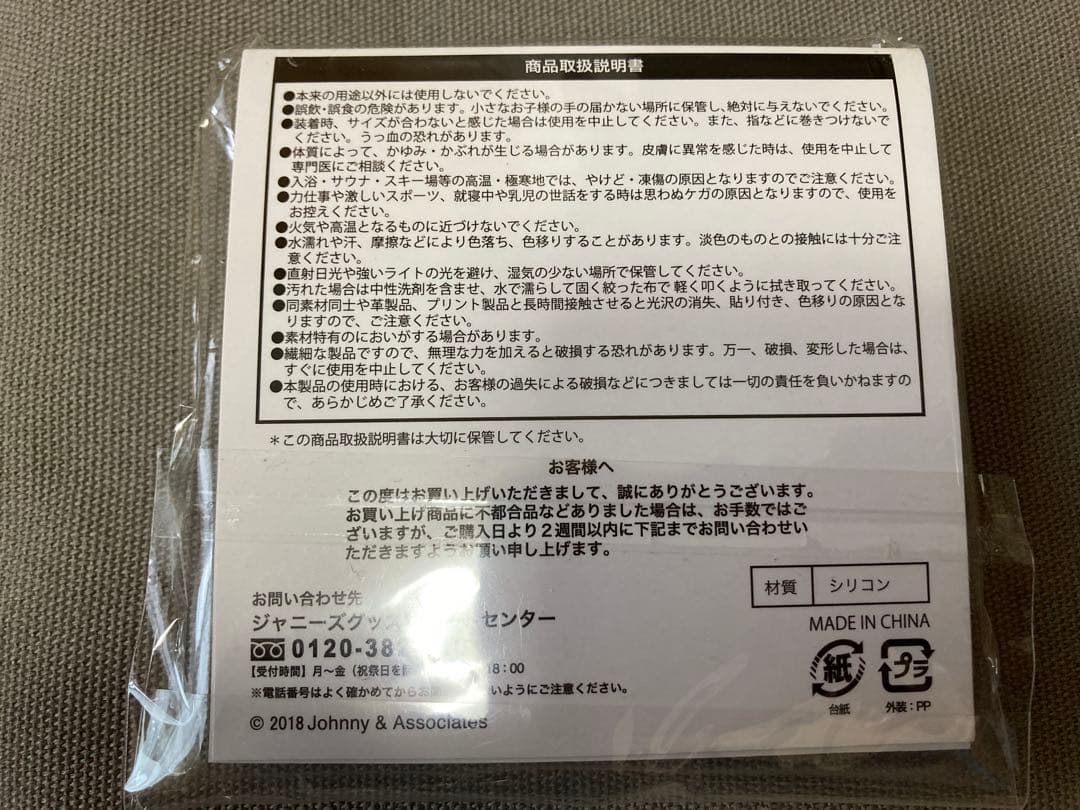 商品取扱説明書
●本来の用途以外には使用しないでください。
●誤飲・誤食の危険があります。小さなお子様の手の届かない場所に保管し、絶対に与えないでください。
●装着時、サイズが合わないと感じた場合は使用を中止してください。また、指などに巻きつけないで
ください。うっ血の恐れがあります。
●体質によって、かゆみ・かぶれが生じる場合があります。皮膚に異常を感じた時は、使用を中止して
専門医にご相談ください。
●入浴・サウナ・スキー場等の高温・極寒地では、やけど・凍傷の原因となりますのでご注意ください。
●力仕事や激しいスポーツ、就寝中や乳児の世話をする時は思わぬケガの原因となりますので、使用を
お控えください。
●火気や高温となるものに近づけないでください。
●水濡れや汗、摩擦などにより色落ち、色移りすることがあります。淡色のものとの接触には十分ご注
意ください。
●直射日光や強いライトの光を避け、湿気の少ない場所で保管してください。
●汚れた場合は中性洗剤を含ませ、水で濡らして固く絞った布で 軽く叩くように拭き取ってください。
●同素材同士や革製品、プリント製品と長時間接触させると光沢の消失、貼り付き、色移りの原因とな
りますので、ご注意ください。
●素材特有のにおいがする場合があります。
●繊細な製品ですので、無理な力を加えると破損する恐れがあります。万一、破損、変形した場合は、
すぐに使用を中止してください。
●本製品の使用時における、お客様の過失による破損などにつきましては一切の責任を負いかねますの
で、あらかじめご了承ください。
＊この商品取扱説明書は大切に保管してください。
お客様へ
この度はお買い上げいただきまして、誠にありがとうございます。
お買い上げ商品に不都合品などありました場合は、お手数ではご
ざいますが、ご購入日より２週間以内に下記までお問い合わせい
ただきますようお願い申し上げます。
材質 シリコン
お問い合わせ先
ジャニーズグッズ センター
0120-38
【受付時間】月～金（祝祭日を 18：00
※電話番号はよく確かめてからお いようにご注意ください。
© 2018 Johnny & Associates
MADE IN CHINA
紙 プラ
台紙 外装：PP